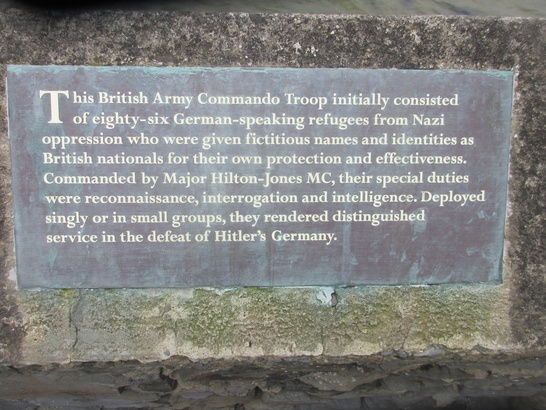 This British Army Commando Troop initially consisted
of eighty-six German-speaking refugees from Nazi
oppression who were given fictitious names and identities as
British nationals for their own protection and effectiveness.
Commanded by Major Hilton-Jones MC, their special duties
were reconnaissance, interrogation and intelligence. Deployed
singly or in small groups, they rendered distinguished
service in the defeat of Hitler's Germany.